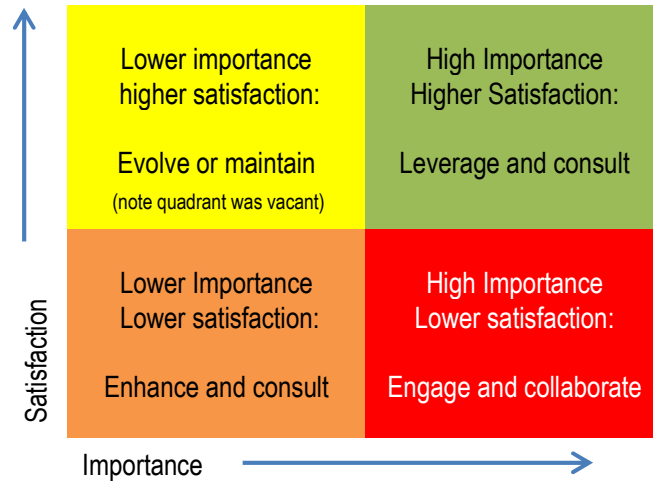 Lower importance
higher satisfaction:
Evolve or maintain
(note quadrant was vacant)
High Importance
Higher Satisfaction:
Leverage and consult
Lower Importance
Lower satisfaction:
Enhance and consult
High Importance
Lower satisfaction:
Engage and collaborate
Satisfaction
Importance